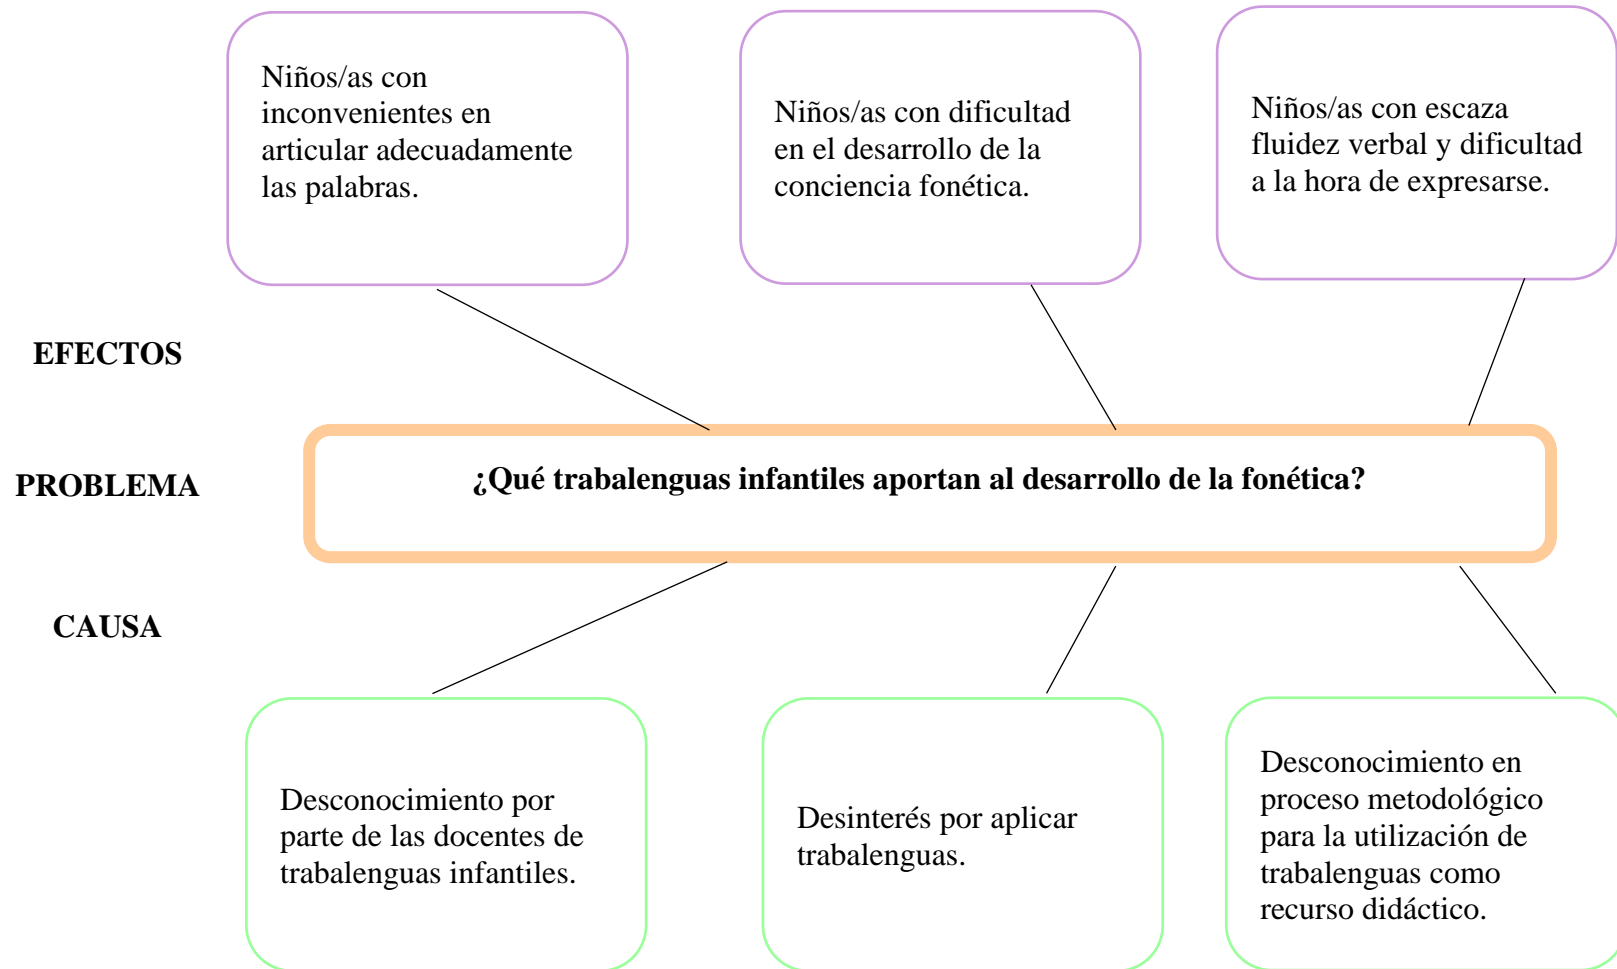 Niños/as con
inconvenientes en
articular adecuadamente
las palabras.
Niños/as con dificultad
en el desarrollo de la
conciencia fonética.
Niños/as con escaza
fluidez verbal y dificultad
a la hora de expresarse.
EFECTOS
PROBLEMA
¿Qué trabalenguas infantiles aportan al desarrollo de la fonética?
CAUSA
Desconocimiento por
parte de las docentes de
trabalenguas infantiles.
Desinterés por aplicar
trabalenguas.
Desconocimiento en
proceso metodológico
para la utilización de
trabalenguas como
recurso didáctico.